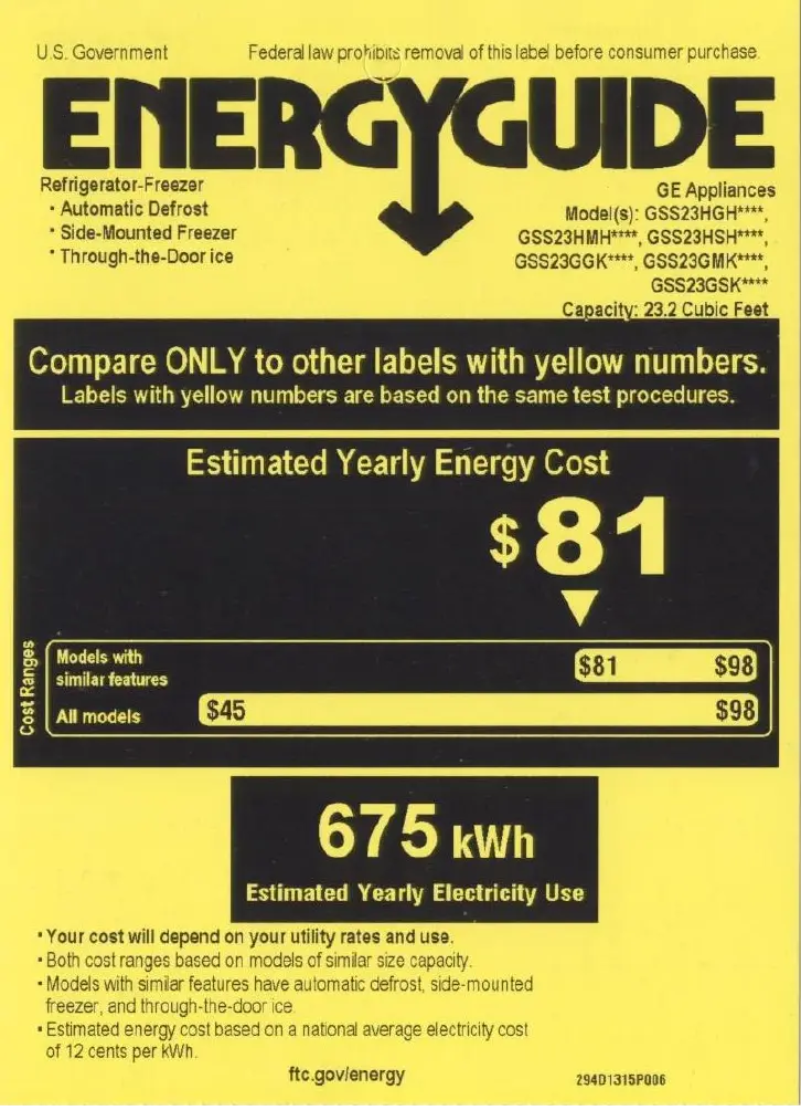 U.S. Government
Federal law prohibits removal of this label before consumer purchase.
ENERGYGUIDE
Refrigerator-Freezer
• Automatic Defrost
• Side-Mounted Freezer
• Through-the-Door ice
GE Appliances
Model(s): GSS23HGH****,
GSS23HMH****, GSS23HSH****,
GSS23GGK****, GSS23GMK****,
GSS23GSK****
Capacity: 23.2 Cubic Feet
Compare ONLY to other labels with yellow numbers.
Labels with yellow numbers are based on the same test procedures.
Estimated Yearly Energy Cost
$81
Cost Ranges
Models with
similar features
$81 $98
All models
$45 $98
675 kWh
Estimated Yearly Electricity Use
• Your cost will depend on your utility rates and use.
• Both cost ranges based on models of similar size capacity.
• Models with similar features have automatic defrost, side-mounted
freezer, and through-the-door ice.
• Estimated energy cost based on a national average electricity cost
of 12 cents per kWh.
ftc.gov/energy
294D1315P006